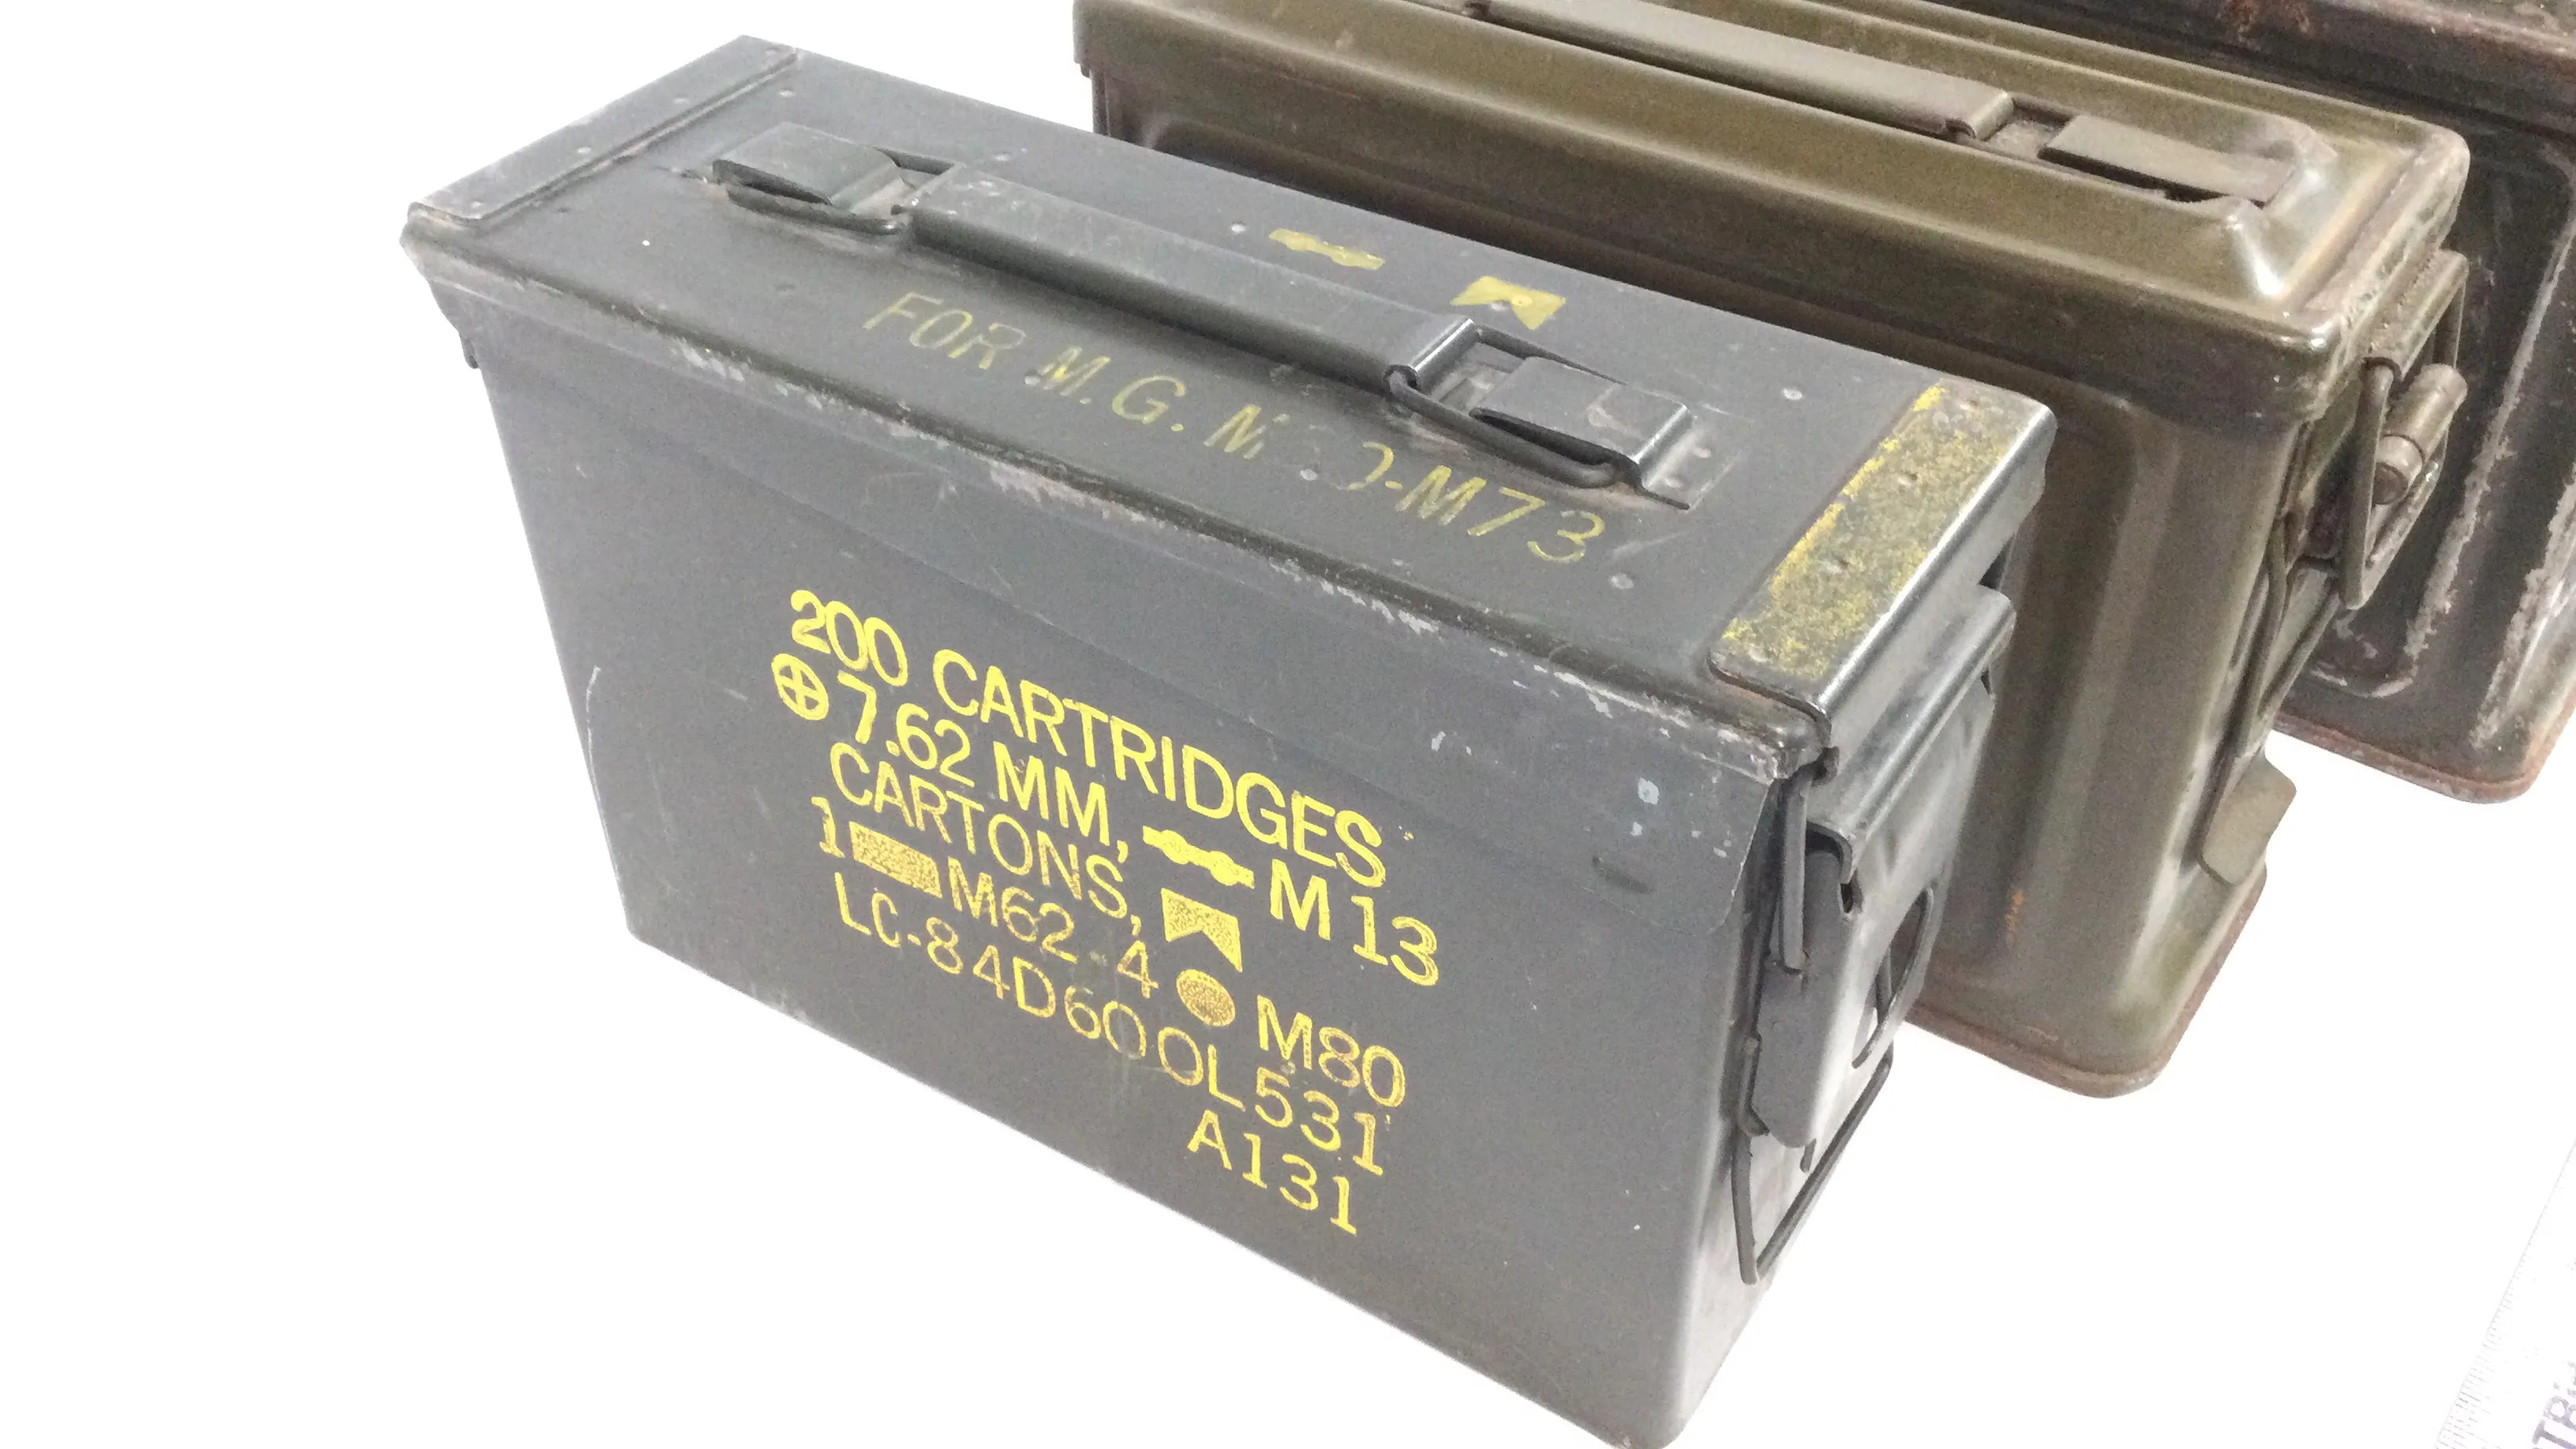 FOR M.G. M -M73
200 CARTRIDGES
7.62 MM, M13
CARTONS,
1 M62-4 M80
LC-84D600L531
A131